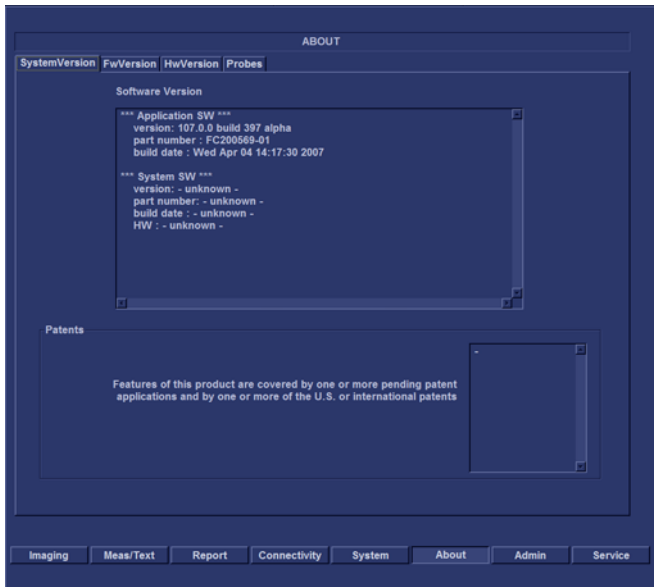 ABOUT
SystemVersion FwVersion HwVersion Probes
Software Version
*** Application SW ***
version: 107.0.0 build 397 alpha
part number : FC200569-01
build date : Wed Apr 04 14:17:30 2007
*** System SW ***
version: - unknown -
part number: - unknown -
build date : - unknown -
HW : - unknown -
Patents
-
Features of this product are covered by one or more pending patent
applications and by one or more of the U.S. or international patents
Imaging Meas/Text Report Connectivity System About Admin Service